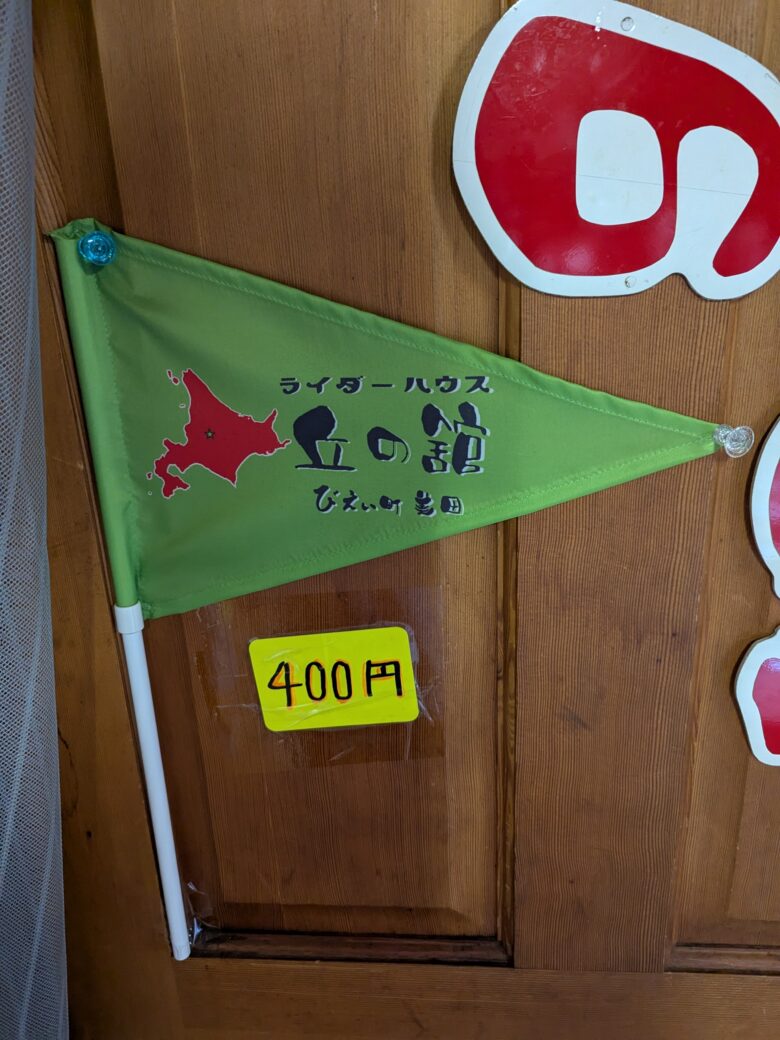 ライダーハウス
丘の館
びえい町 美田
400円